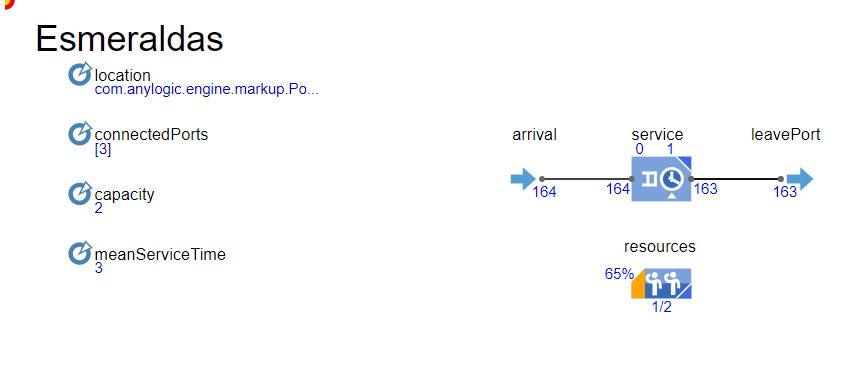 Esmeraldas
location
com.anylogic.engine.markup.Po...
connectedPorts
[3]
capacity
2
meanServiceTime
3
arrival
service
leavePort
0 1
164
164
163
163
resources
65%
1/2